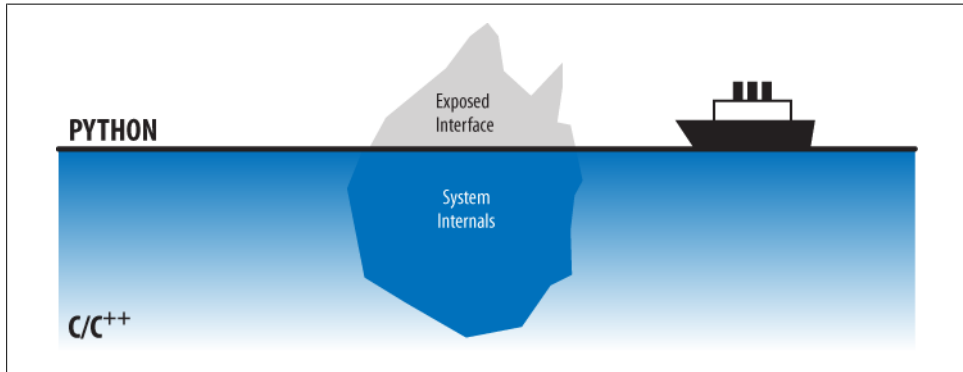 PYTHON
Exposed
Interface
System
Internals
C/C++